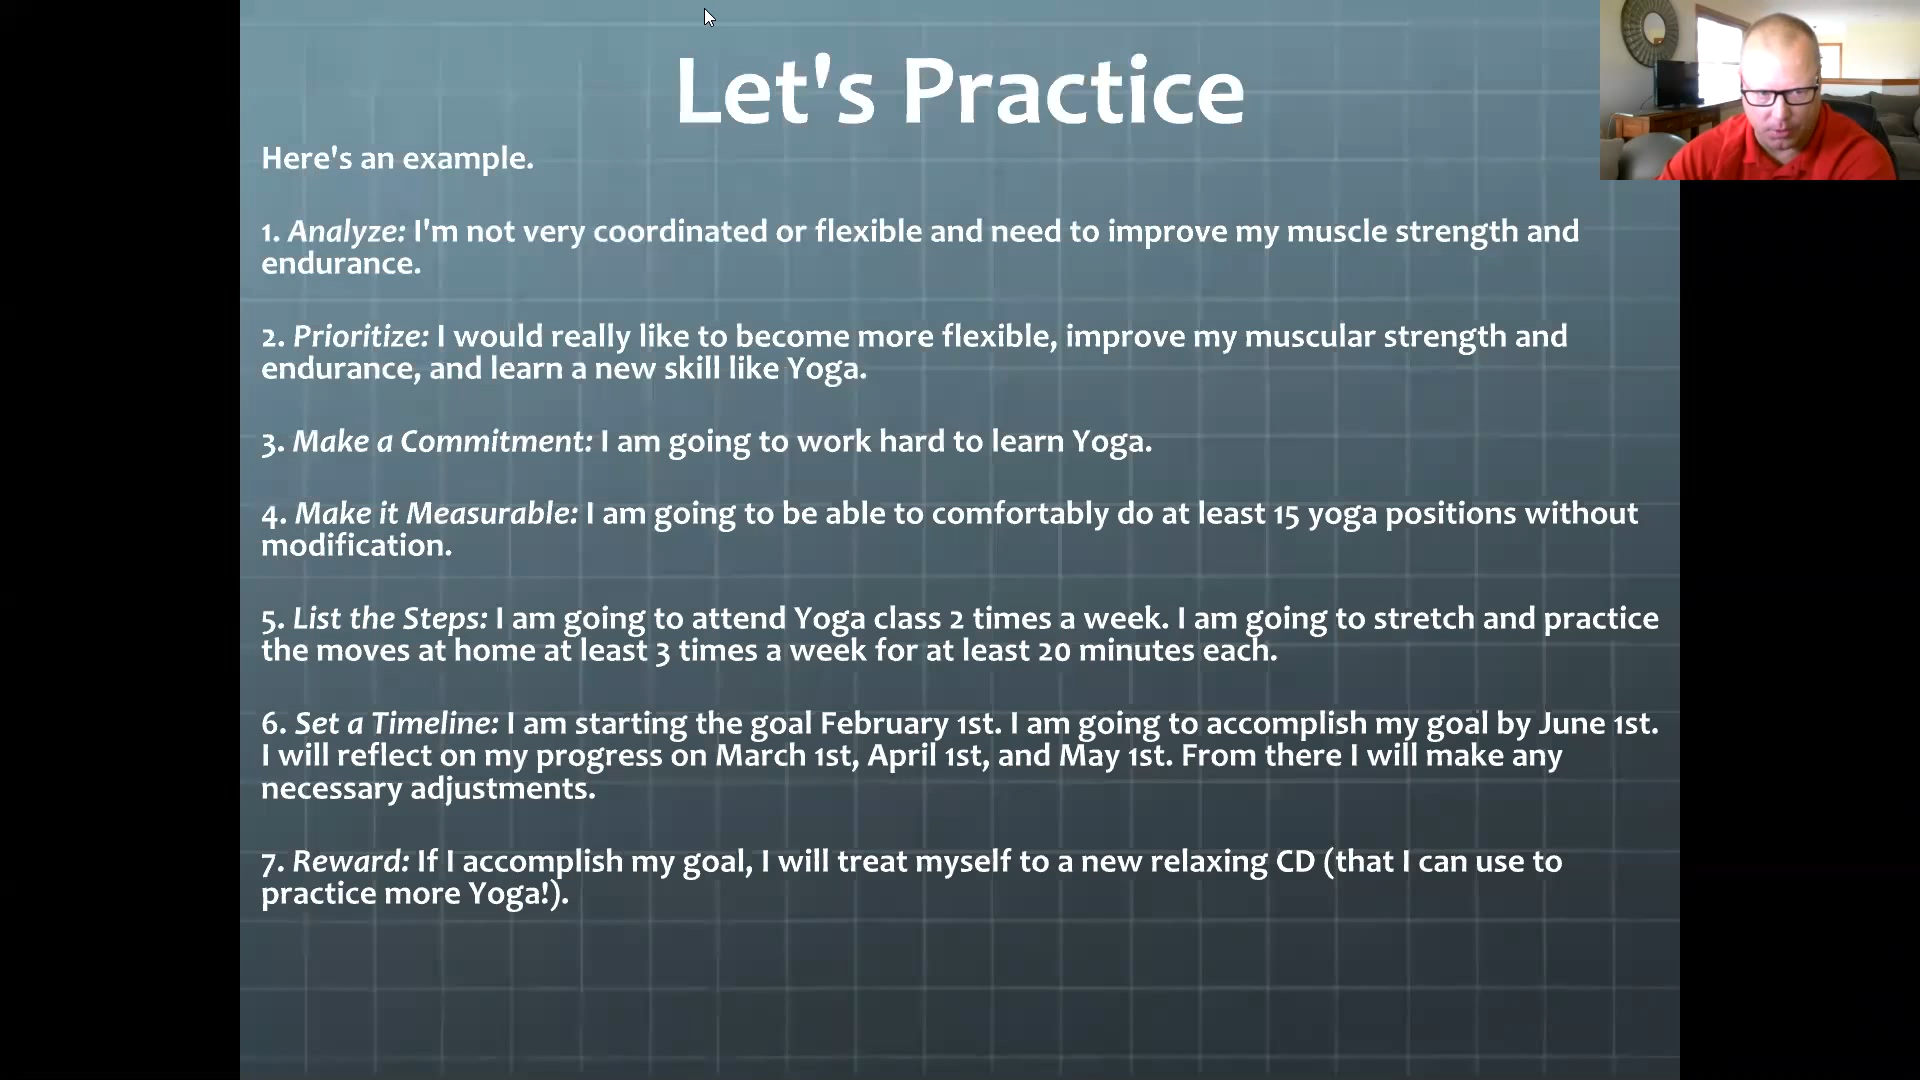 Let's Practice
Here's an example.
1. Analyze: I'm not very coordinated or flexible and need to improve my muscle strength and
endurance.
2. Prioritize: I would really like to become more flexible, improve my muscular strength and
endurance, and learn a new skill like Yoga.
3. Make a Commitment: I am going to work hard to learn Yoga.
4. Make it Measurable: I am going to be able to comfortably do at least 15 yoga positions without
modification.
5. List the Steps: I am going to attend Yoga class 2 times a week. I am going to stretch and practice
the moves at home at least 3 times a week for at least 20 minutes each.
6. Set a Timeline: I am starting the goal February 1st. I am going to accomplish my goal by June 1st.
I will reflect on my progress on March 1st, April 1st, and May 1st. From there I will make any
necessary adjustments.
7. Reward: If I accomplish my goal, I will treat myself to a new relaxing CD (that I can use to
practice more Yoga!).